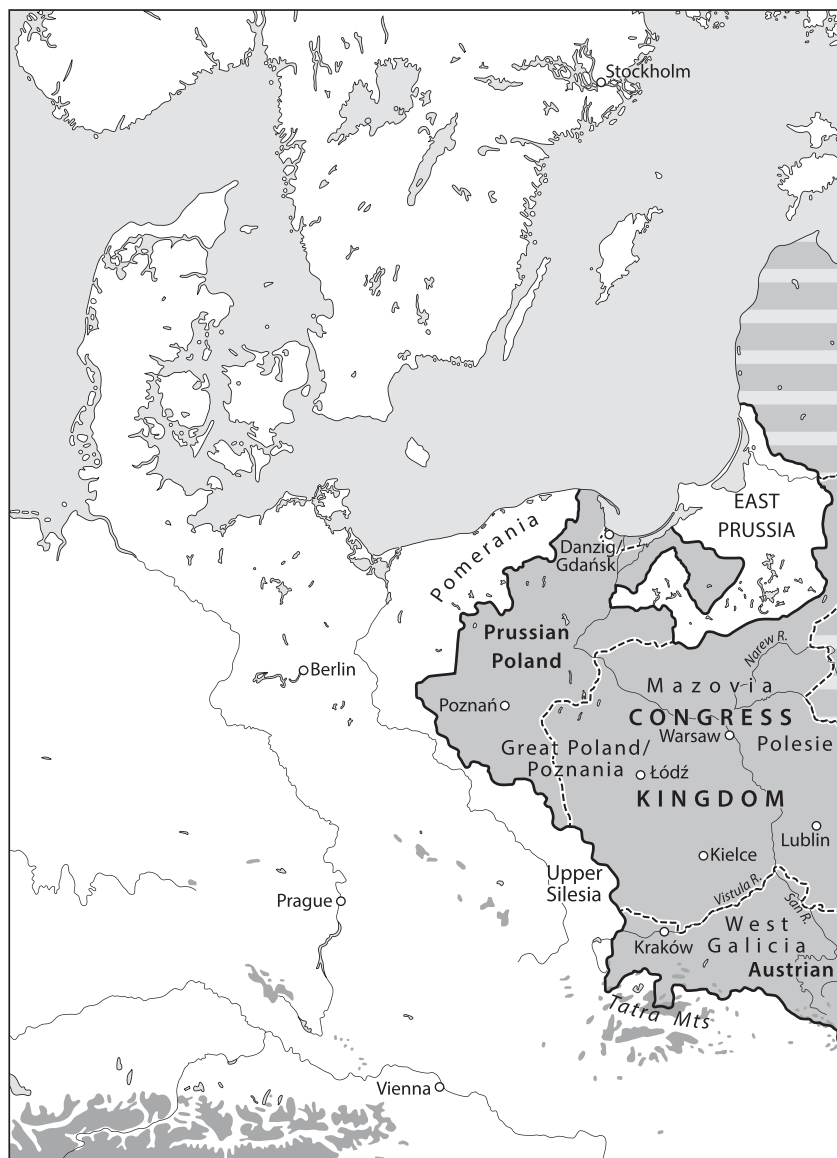 Stockholm
EAST
PRUSSIA
Pomerania
Danzig/
Gdańsk
Prussian
Poland
Narew R.
Berlin
Mazovia
Poznań
CONGRESS
Warsaw
Great Poland/
Poznania
Polesie
Łódź
KINGDOM
Lublin
Kielce
Upper
Silesia
Vistula R.
Prague
San R.
West
Galicia
Kraków
Austrian
Tatra Mts
Vienna